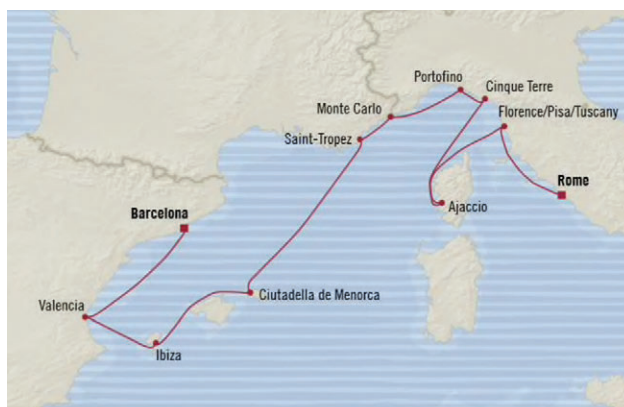 Portofino
Cinque Terre
Monte Carlo
Florence/Pisa/Tuscany
Saint-Tropez
Rome
Barcelona
Ajaccio
Ciutadella de Menorca
Valencia
Ibiza